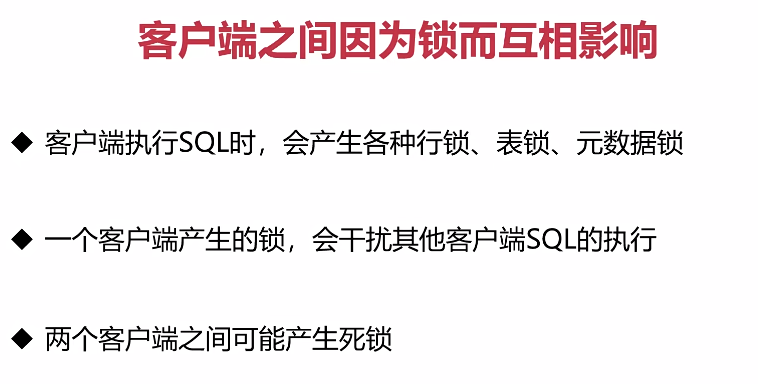 客户端之间因为锁而互相影响
◆ 客户端执行SQL时，会产生各种行锁、表锁、元数据锁
◆ 一个客户端产生的锁，会干扰其他客户端SQL的执行
◆ 两个客户端之间可能产生死锁